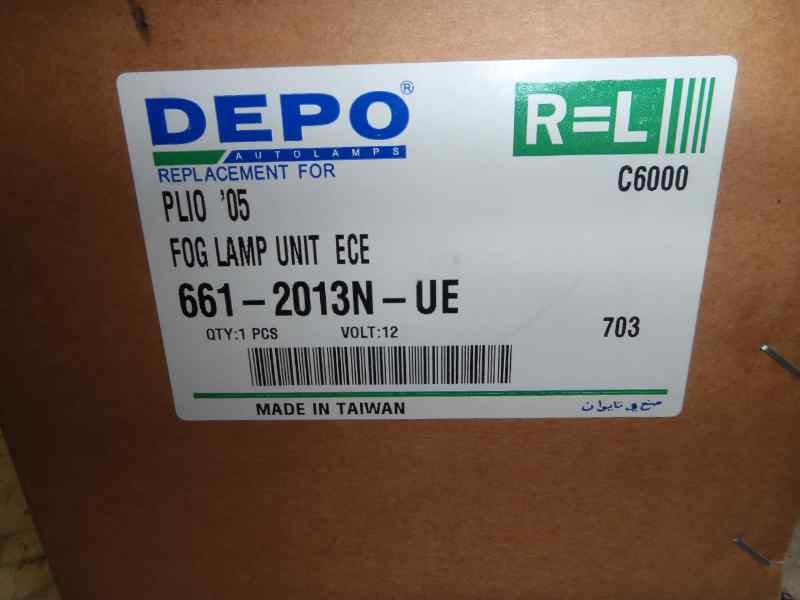 DEPO®
AUTOLAMPS
REPLACEMENT FOR
R=L
C6000
PLIO '05
FOG LAMP UNIT ECE
661-2013N-UE
QTY:1 PCS VOLT:12
703
MADE IN TAIWAN
صنع في تايوان